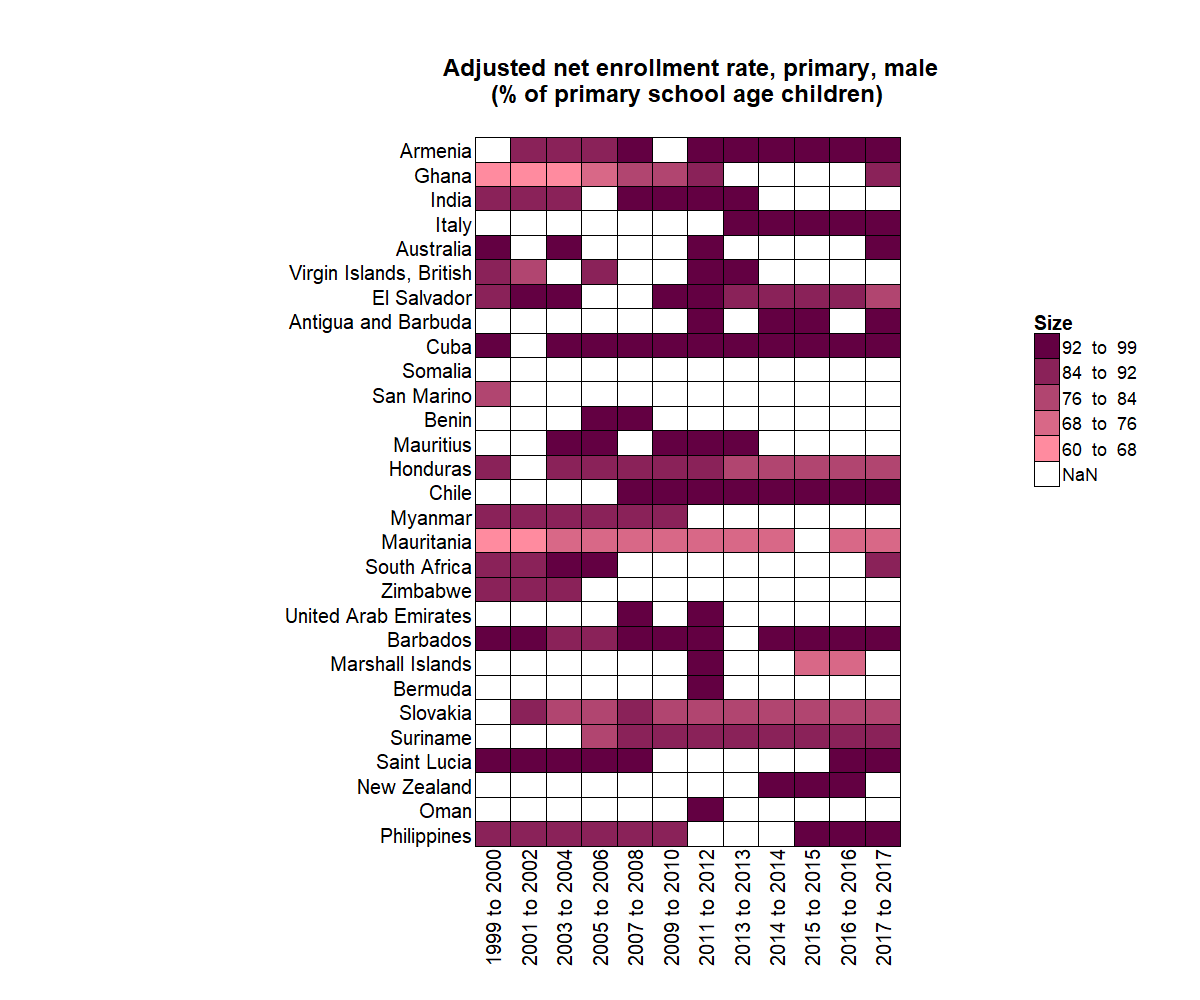 Adjusted net enrollment rate, primary, male
(% of primary school age children)
Armenia
Ghana
India
Italy
Australia
Virgin Islands, British
El Salvador
Antigua and Barbuda
Cuba
Somalia
San Marino
Benin
Mauritius
Honduras
Chile
Myanmar
Mauritania
South Africa
Zimbabwe
United Arab Emirates
Barbados
Marshall Islands
Bermuda
Slovakia
Suriname
Saint Lucia
New Zealand
Oman
Philippines
1999 to 2000
2001 to 2002
2003 to 2004
2005 to 2006
2007 to 2008
2009 to 2010
2011 to 2012
2013 to 2013
2014 to 2014
2015 to 2015
2016 to 2016
2017 to 2017
Size
92 to 99
84 to 92
76 to 84
68 to 76
60 to 68
NaN